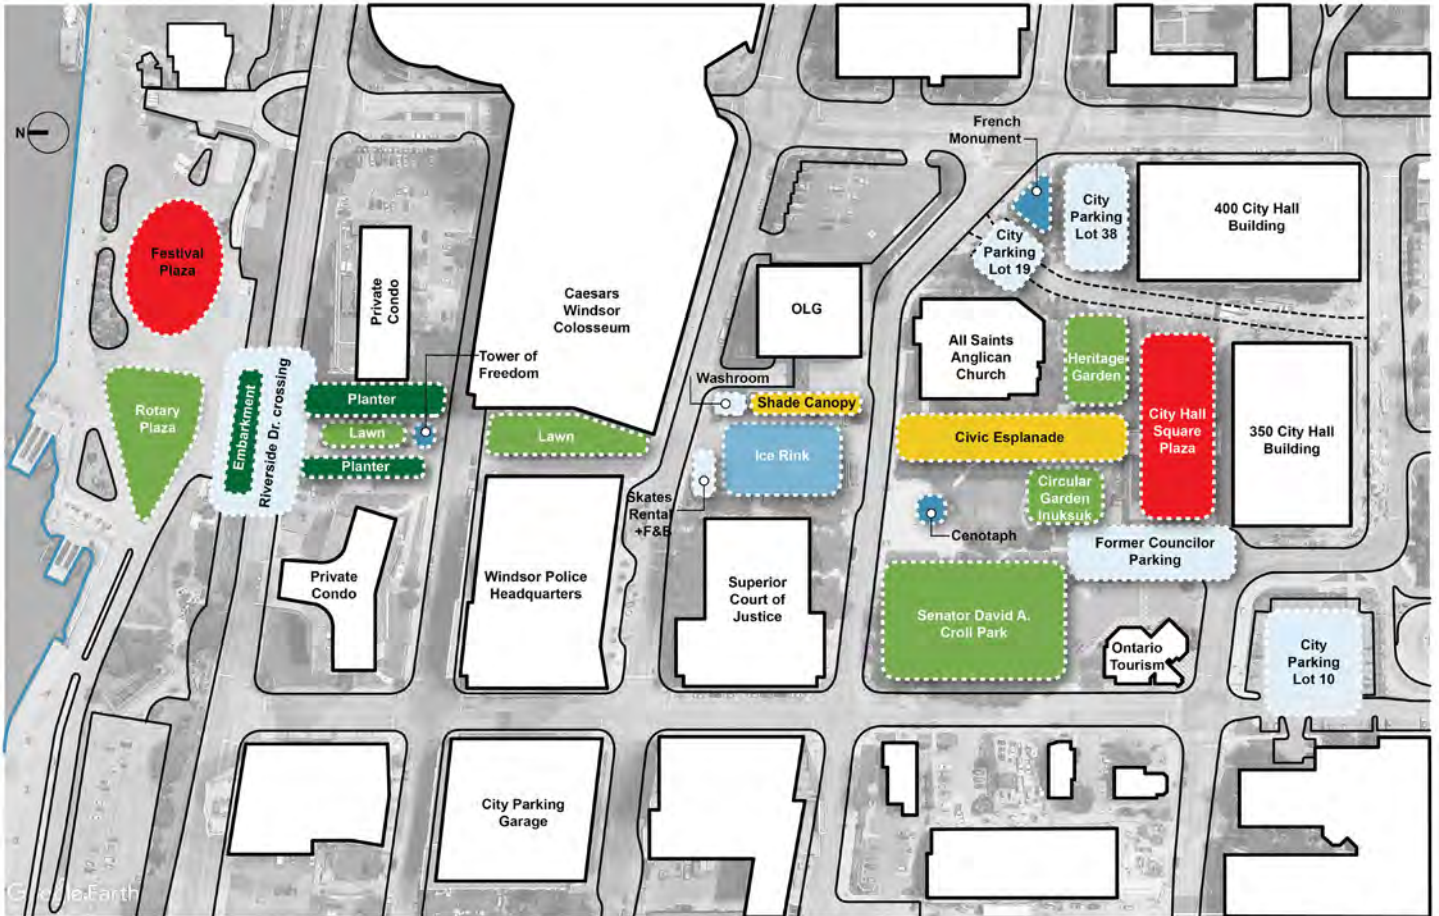 French
Monument
N
City
Parking
Lot 38
400 City Hall
Building
City
Parking
Lot 19
Festival
Plaza
Private
Condo
Caesars
Windsor
Colosseum
OLG
All Saints
Anglican
Church
Heritage
Garden
Tower of
Freedom
Washroom
Shade Canopy
Rotary
Plaza
Embarkment
Riverside Dr. crossing
Planter
Lawn
Planter
Lawn
Ice Rink
Civic Esplanade
City Hall
Square
Plaza
350 City Hall
Building
Skates
Rental
+F&B
Circular
Garden
Inuksuk
Cenotaph
Former Councilor
Parking
Private
Condo
Windsor Police
Headquarters
Superior
Court of
Justice
Senator David A.
Croll Park
Ontario
Tourism
City
Parking
Lot 10
City Parking
Garage
Google Earth